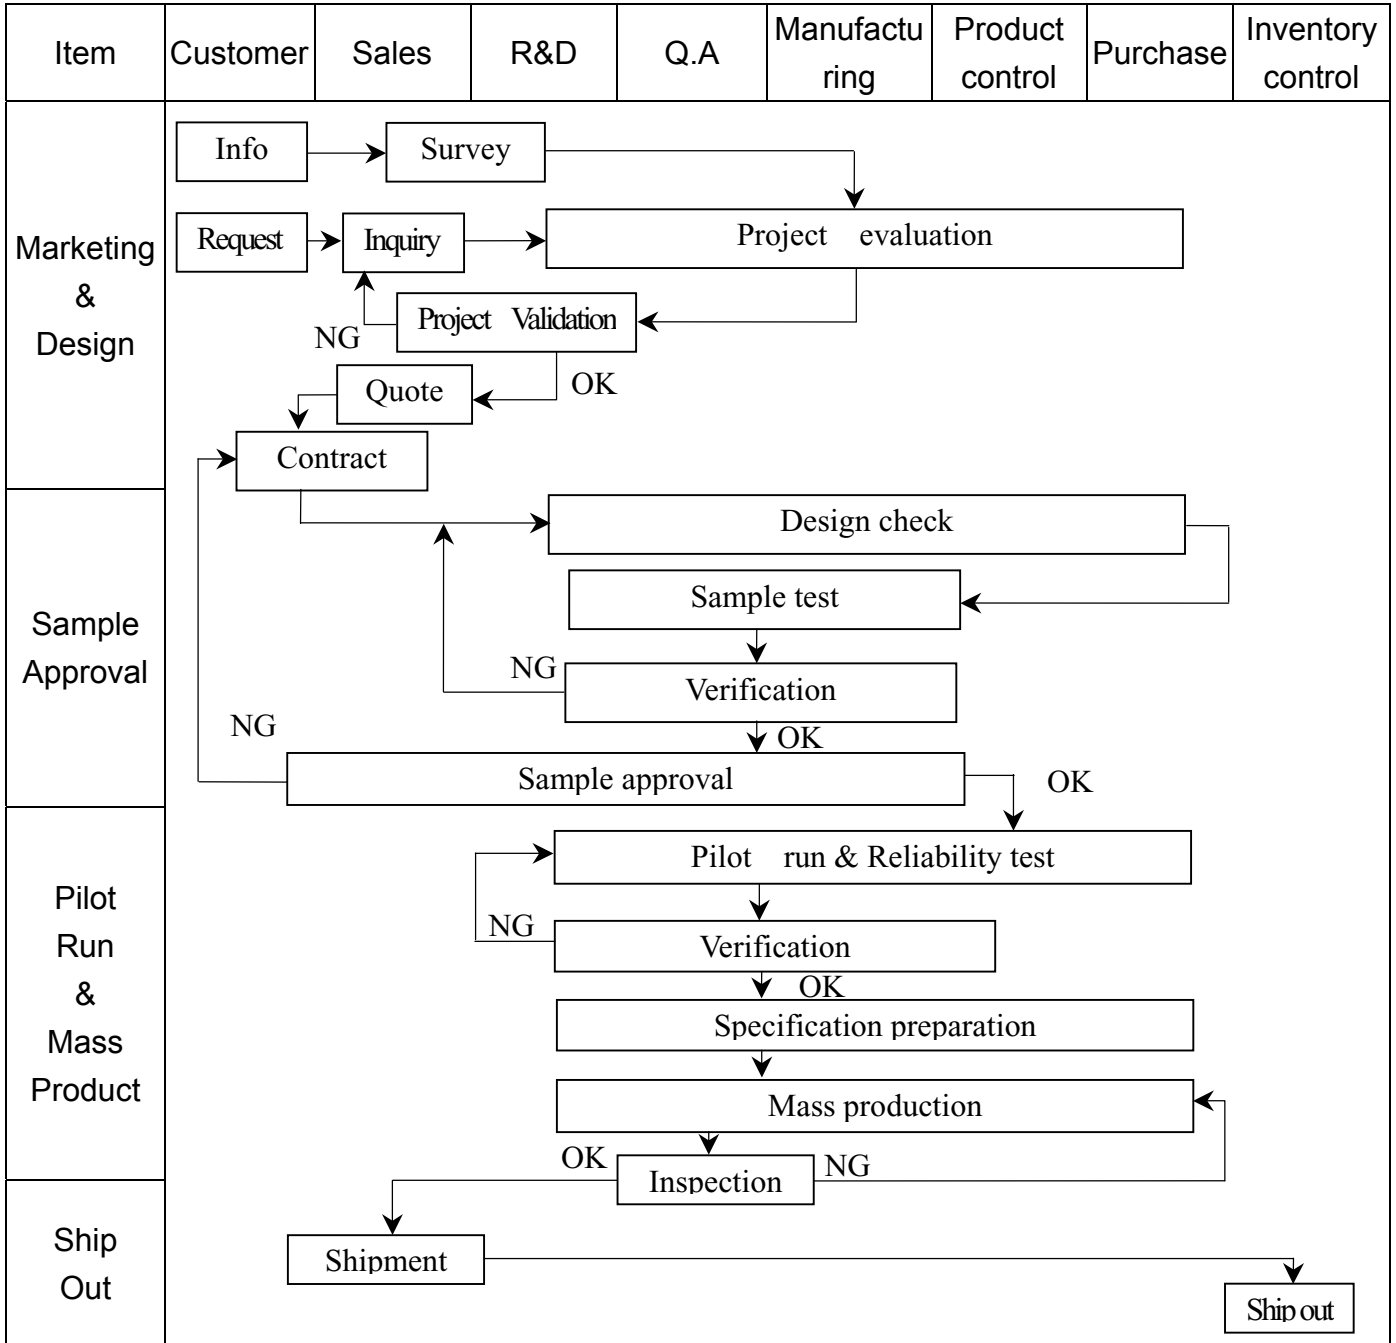 Item
Customer
Sales
R&D
Q.A
Manufactu
ring
Product
control
Purchase
Inventory
control
Marketing
&
Design
Info
Survey
Request
Inquiry
Project evaluation
NG
Project Validation
Quote
OK
Contract
Sample
Approval
Design check
Sample test
NG
Verification
NG
OK
Sample approval
OK
Pilot
Run
&
Mass
Product
Pilot run & Reliability test
NG
Verification
OK
Specification preparation
Mass production
OK
Inspection
NG
Ship
Out
Shipment
Ship out